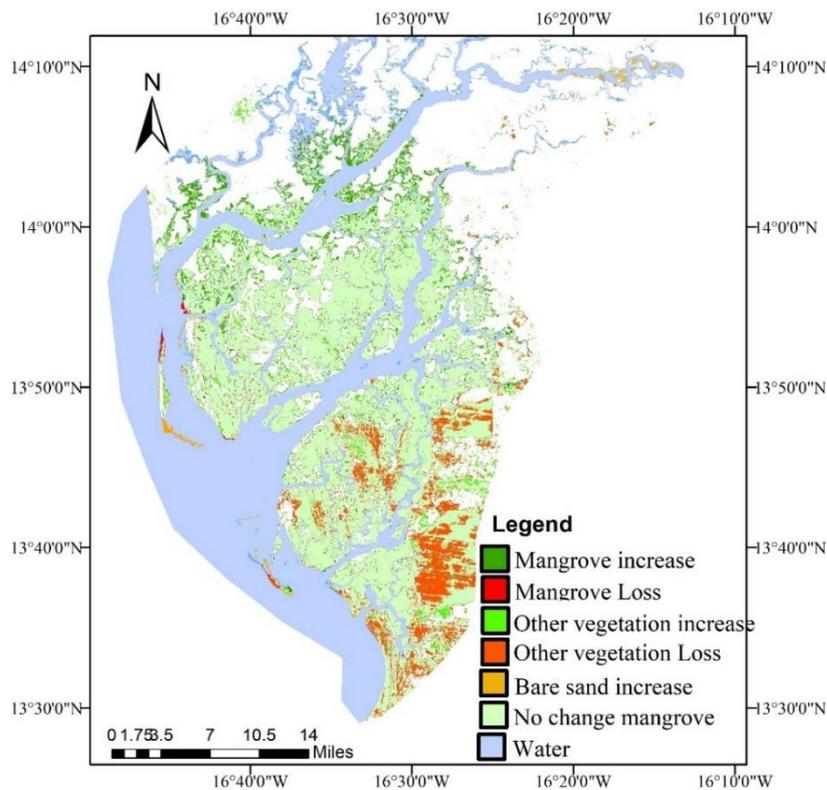 16°40'0"W 16°30'0"W 16°20'0"W 16°10'0"W
14°10'0"N 14°10'0"N
N
14°0'0"N 14°0'0"N
13°50'0"N 13°50'0"N
Legend
13°40'0"N 13°40'0"N
Mangrove increase
Mangrove Loss
Other vegetation increase
Other vegetation Loss
Bare sand increase
13°30'0"N 13°30'0"N
No change mangrove
0 1.75 3.5 7 10.5 14
Miles
Water
16°40'0"W 16°30'0"W 16°20'0"W 16°10'0"W